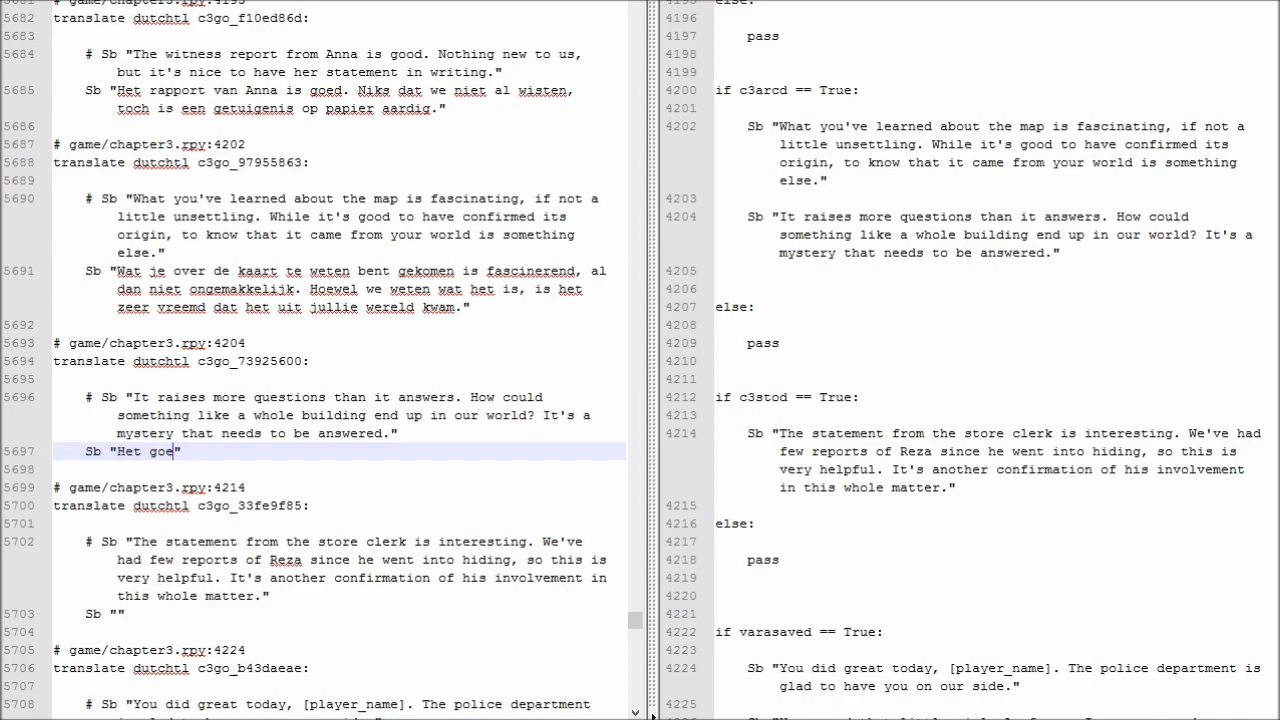 5681 # game/chapter3.rpy:4193
5682 translate dutchtl c3go_f10ed86d:
5683
5684 # Sb "The witness report from Anna is good. Nothing new to us,
but it's nice to have her statement in writing."
5685 Sb "Het rapport van Anna is goed. Niks dat we niet al wisten,
toch is een getuigenis op papier aardig."
5686
5687 # game/chapter3.rpy:4202
5688 translate dutchtl c3go_97955863:
5689
5690 # Sb "What you've learned about the map is fascinating, if not a
little unsettling. While it's good to have confirmed its
origin, to know that it came from your world is something
else."
5691 Sb "Wat je over de kaart te weten bent gekomen is fascinerend, al
dan niet ongemakkelijk. Hoewel we weten wat het is, is het
zeer vreemd dat het uit jullie wereld kwam."
5692
5693 # game/chapter3.rpy:4204
5694 translate dutchtl c3go_73925600:
5695
5696 # Sb "It raises more questions than it answers. How could
something like a whole building end up in our world? It's a
mystery that needs to be answered."
5697 Sb "Het goe"
5698
5699 # game/chapter3.rpy:4214
5700 translate dutchtl c3go_33fe9f85:
5701
5702 # Sb "The statement from the store clerk is interesting. We've
had few reports of Reza since he went into hiding, so this is
very helpful. It's another confirmation of his involvement in
this whole matter."
5703 Sb ""
5704
5705 # game/chapter3.rpy:4224
5706 translate dutchtl c3go_b43daeae:
5707
5708 # Sb "You did great today, [player_name]. The police department
else:
4196
4197 pass
4198
4199
4200 if c3arcd == True:
4201
4202 Sb "What you've learned about the map is fascinating, if not a
little unsettling. While it's good to have confirmed its
origin, to know that it came from your world is something
else."
4203
4204 Sb "It raises more questions than it answers. How could
something like a whole building end up in our world? It's a
mystery that needs to be answered."
4205
4206
4207 else:
4208
4209 pass
4210
4211
4212 if c3stod == True:
4213
4214 Sb "The statement from the store clerk is interesting. We've had
few reports of Reza since he went into hiding, so this is
very helpful. It's another confirmation of his involvement
in this whole matter."
4215
4216 else:
4217
4218 pass
4219
4220
4221
4222 if varasaved == True:
4223
4224 Sb "You did great today, [player_name]. The police department is
glad to have you on our side."
4225